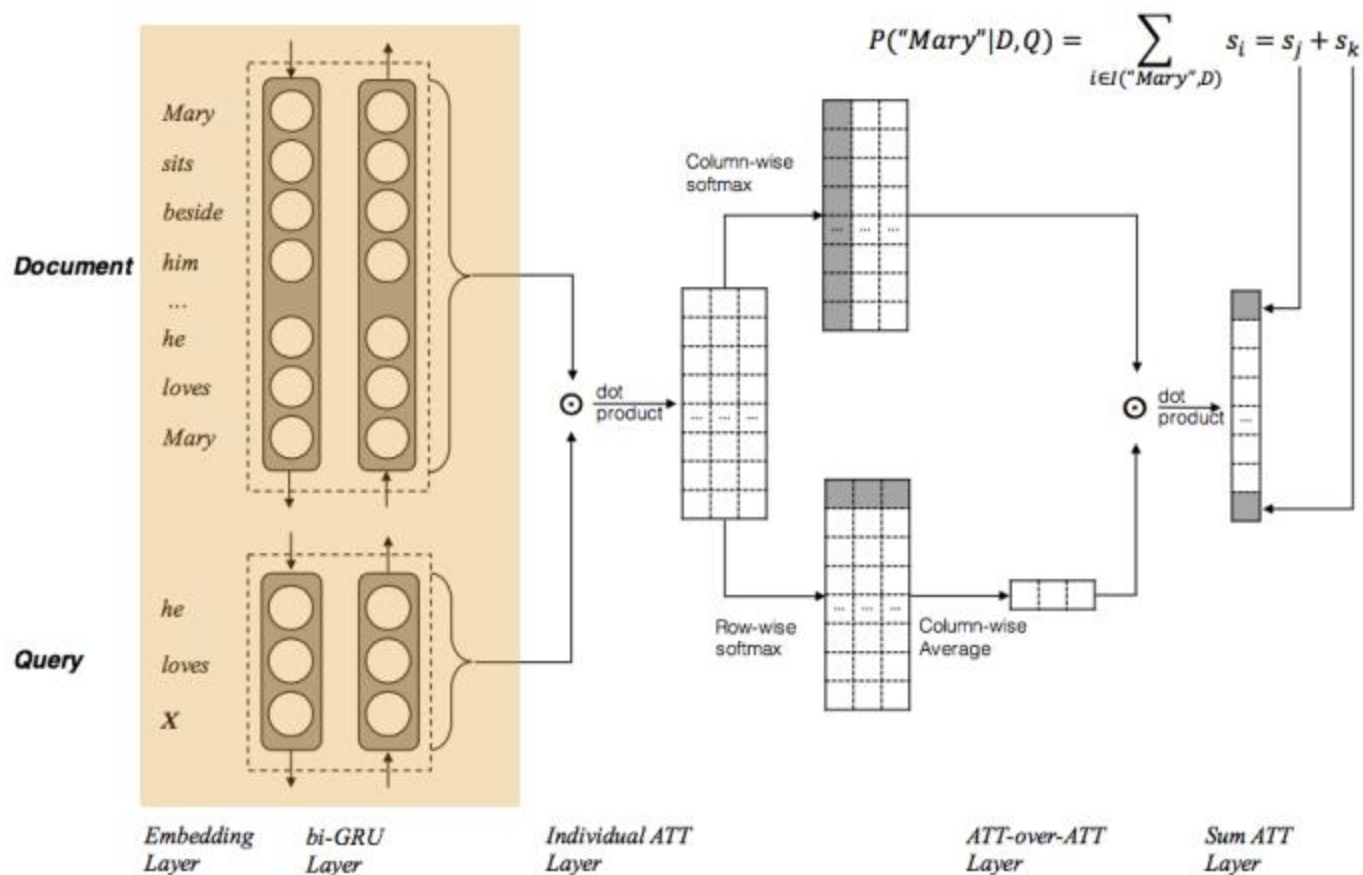 P("Mary"|D,Q) = ∑ s_i = s_j + s_k
i∈I("Mary",D)
Document
Mary
sits
beside
him
...
he
loves
Mary
Query
he
loves
X
dot
product
... ... ...
Column-wise
softmax
... ... ...
Row-wise
softmax
... ... ...
Column-wise
Average
dot
product
...
Embedding
Layer
bi-GRU
Layer
Individual ATT
Layer
ATT-over-ATT
Layer
Sum ATT
Layer